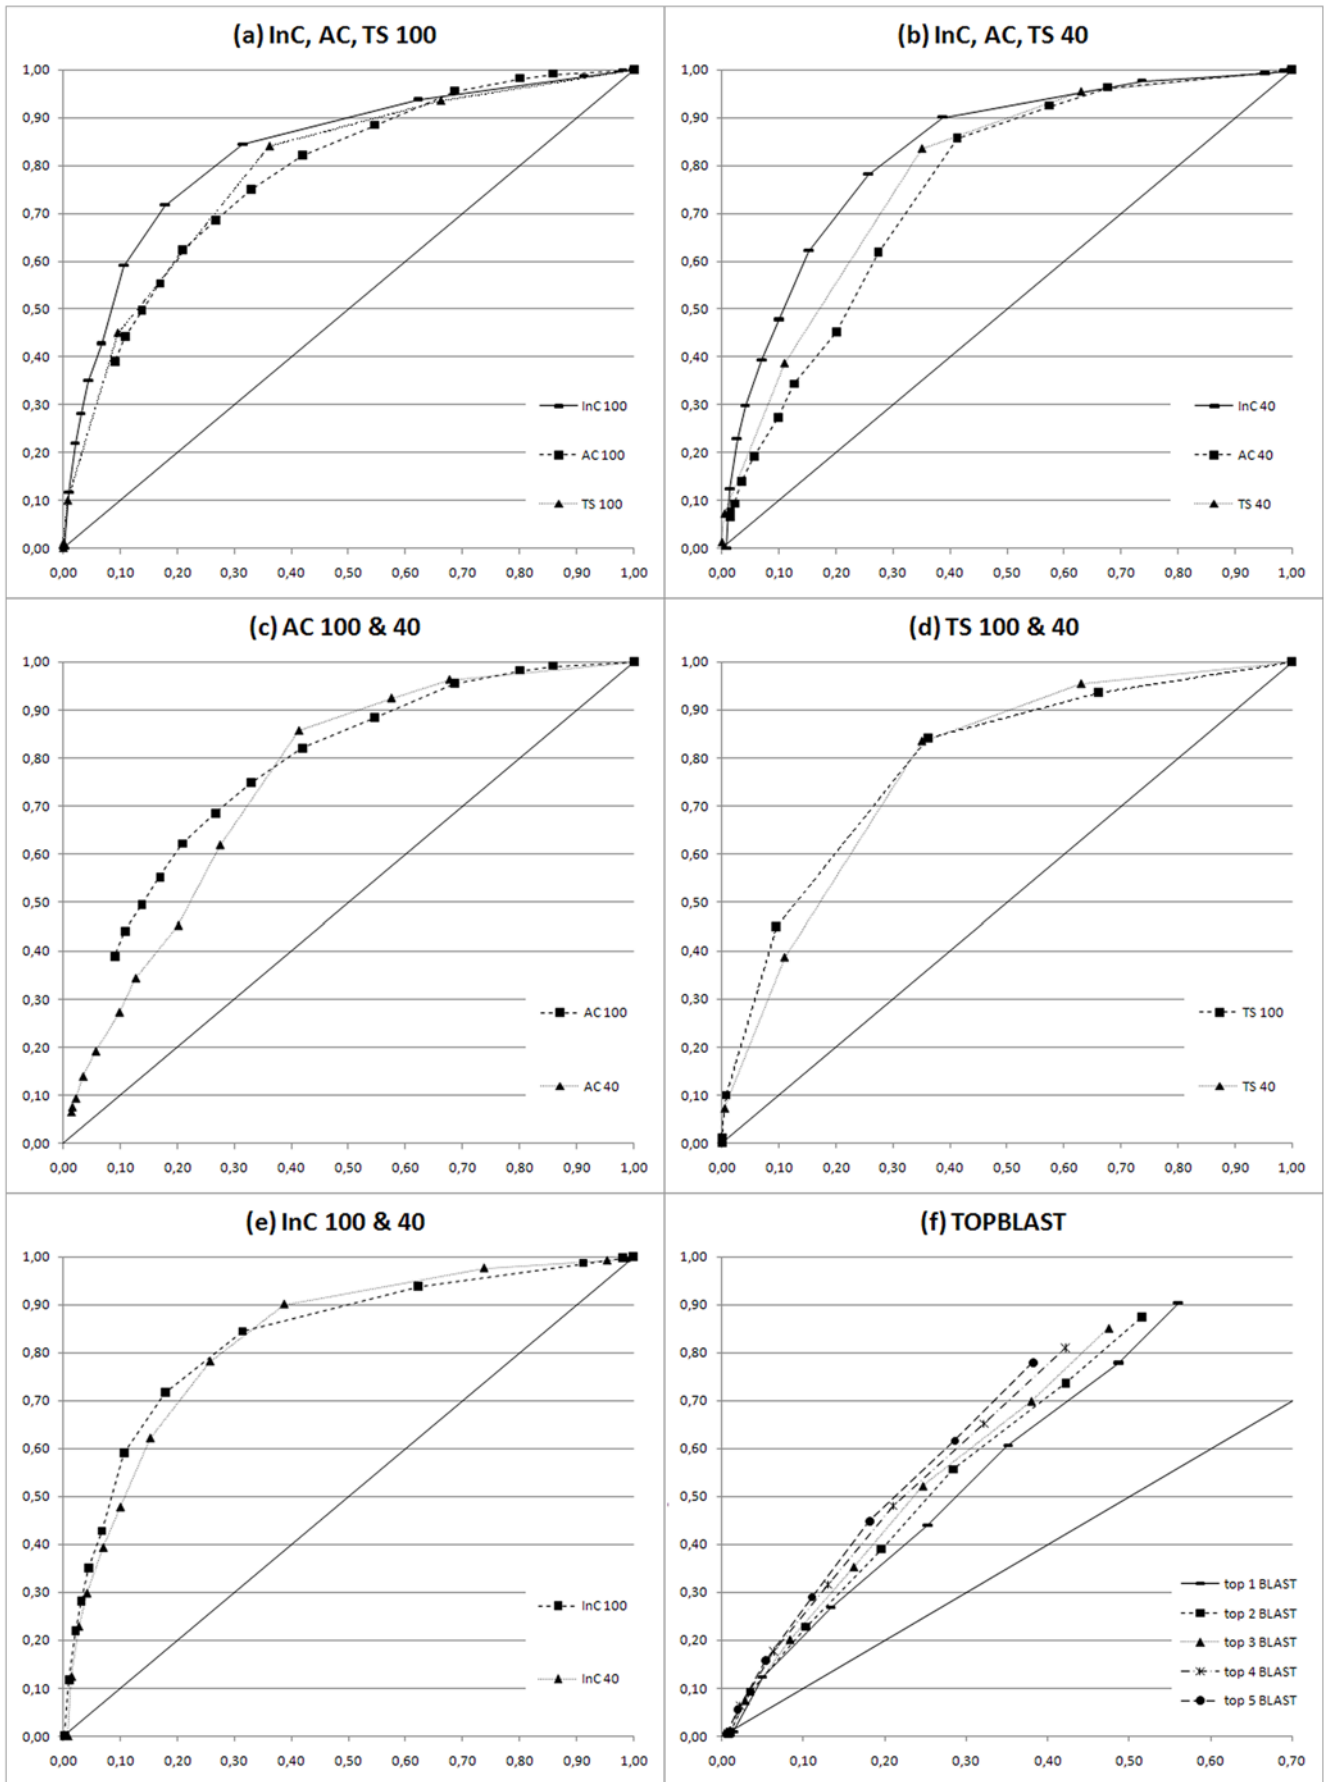 (a) InC, AC, TS 100
1,00
0,90
0,80
0,70
0,60
0,50
0,40
0,30
0,20
0,10
0,00
0,00 0,10 0,20 0,30 0,40 0,50 0,60 0,70 0,80 0,90 1,00
InC 100
AC 100
TS 100
(b) InC, AC, TS 40
1,00
0,90
0,80
0,70
0,60
0,50
0,40
0,30
0,20
0,10
0,00
0,00 0,10 0,20 0,30 0,40 0,50 0,60 0,70 0,80 0,90 1,00
InC 40
AC 40
TS 40
(c) AC 100 & 40
1,00
0,90
0,80
0,70
0,60
0,50
0,40
0,30
0,20
0,10
0,00
0,00 0,10 0,20 0,30 0,40 0,50 0,60 0,70 0,80 0,90 1,00
AC 100
AC 40
(d) TS 100 & 40
1,00
0,90
0,80
0,70
0,60
0,50
0,40
0,30
0,20
0,10
0,00
0,00 0,10 0,20 0,30 0,40 0,50 0,60 0,70 0,80 0,90 1,00
TS 100
TS 40
(e) InC 100 & 40
1,00
0,90
0,80
0,70
0,60
0,50
0,40
0,30
0,20
0,10
0,00
0,00 0,10 0,20 0,30 0,40 0,50 0,60 0,70 0,80 0,90 1,00
InC 100
InC 40
(f) TOPBLAST
1,00
0,90
0,80
0,70
0,60
0,50
0,40
0,30
0,20
0,10
0,00
0,00 0,10 0,20 0,30 0,40 0,50 0,60 0,70
top 1 BLAST
top 2 BLAST
top 3 BLAST
top 4 BLAST
top 5 BLAST